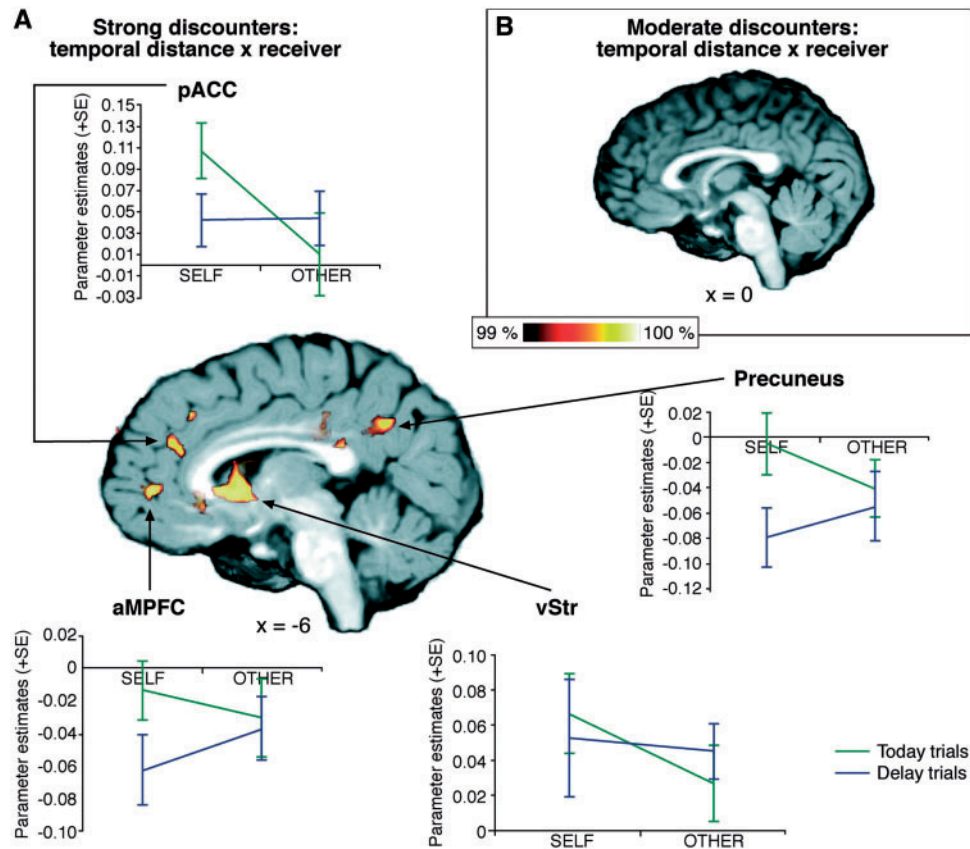 A
Strong discounters:
temporal distance x receiver
B
Moderate discounters:
temporal distance x receiver
pACC
Parameter estimates (+SE)
0.15
0.13
0.11
0.09
0.07
0.05
0.03
0.01
-0.01
-0.03
SELF
OTHER
x = 0
99 %
100 %
Precuneus
Parameter estimates (+SE)
0.02
0
-0.02
-0.04
-0.06
-0.08
-0.10
-0.12
SELF
OTHER
aMPFC
x = -6
vStr
Parameter estimates (+SE)
0.02
0
-0.02
-0.04
-0.06
-0.08
-0.10
SELF
OTHER
Parameter estimates (+SE)
0.10
0.08
0.06
0.04
0.02
0
SELF
OTHER
Today trials
Delay trials